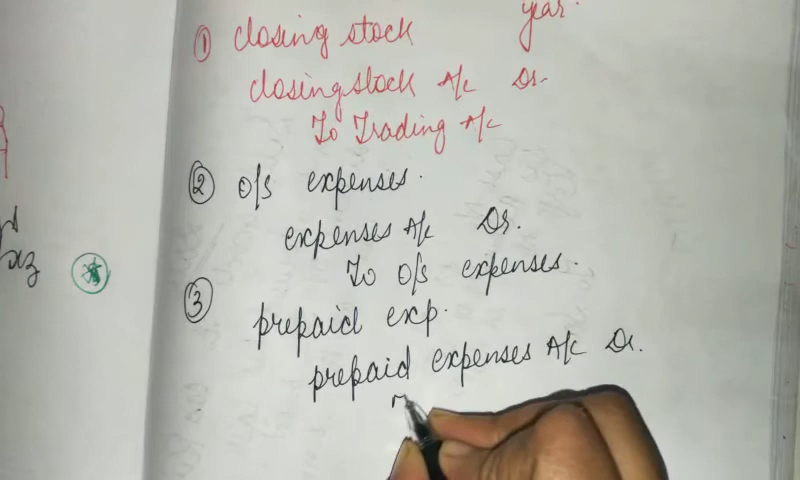 year.
① closing stock
closing stock A/c Dr.
To Trading A/c
② O/s expenses.
expenses A/c Dr.
To O/s expenses.
③ prepaid exp.
prepaid expenses A/c Dr.